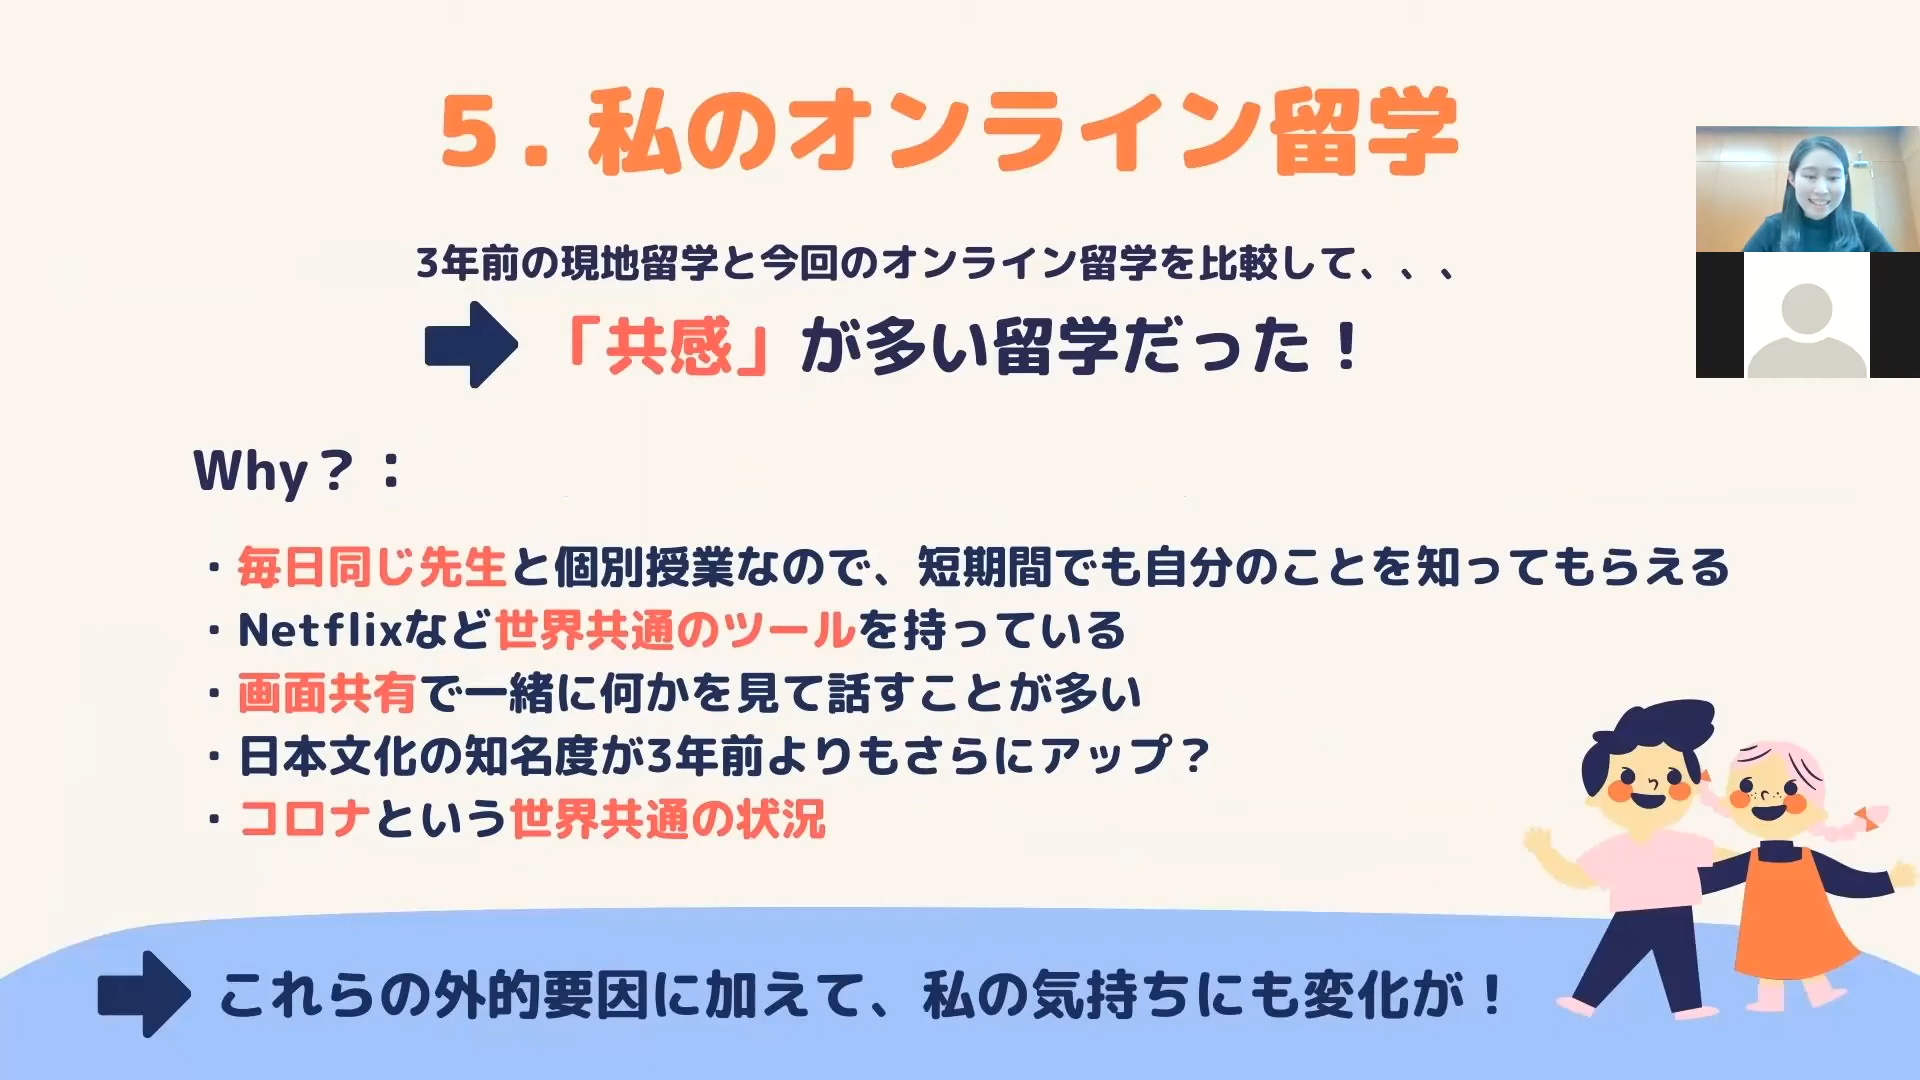 5. 私のオンライン留学
3年前の現地留学と今回のオンライン留学を比較して、、、
「共感」が多い留学だった！
Why？：
・毎日同じ先生と個別授業なので、短期間でも自分のことを知ってもらえる
・Netflixなど世界共通のツールを持っている
・画面共有で一緒に何かを見て話すことが多い
・日本文化の知名度が3年前よりもさらにアップ？
・コロナという世界共通の状況
これらの外的要因に加えて、私の気持ちにも変化が！